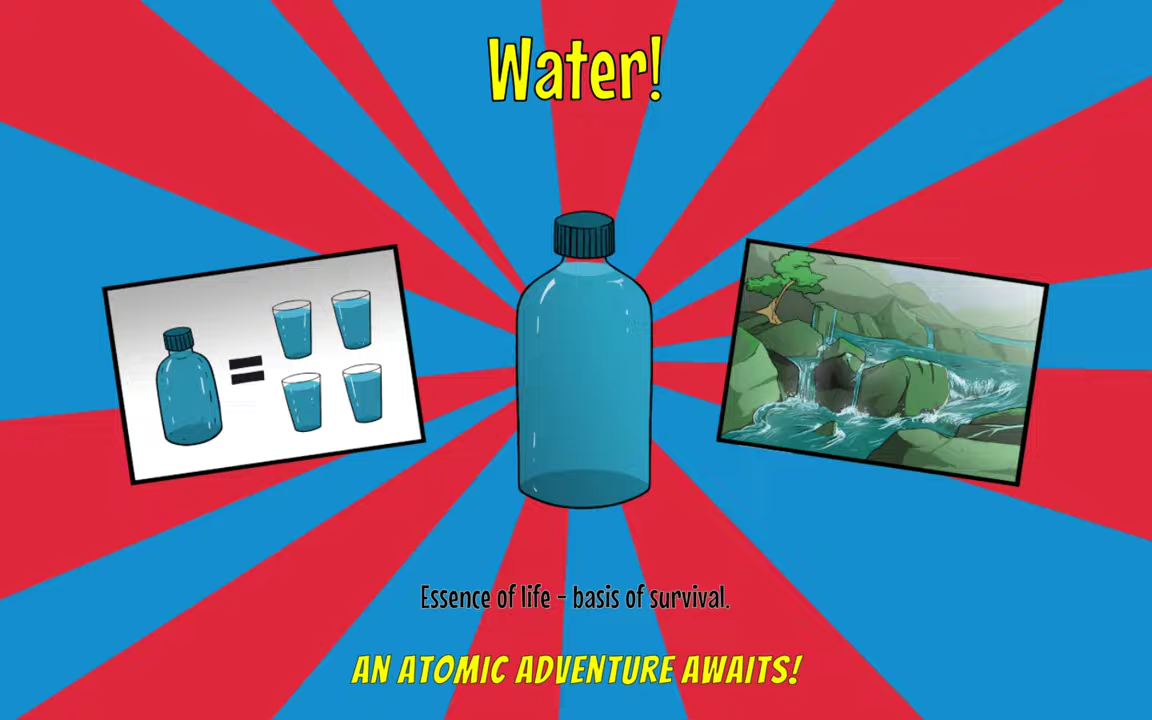 Water!
Essence of life - basis of survival.
AN ATOMIC ADVENTURE AWAITS!